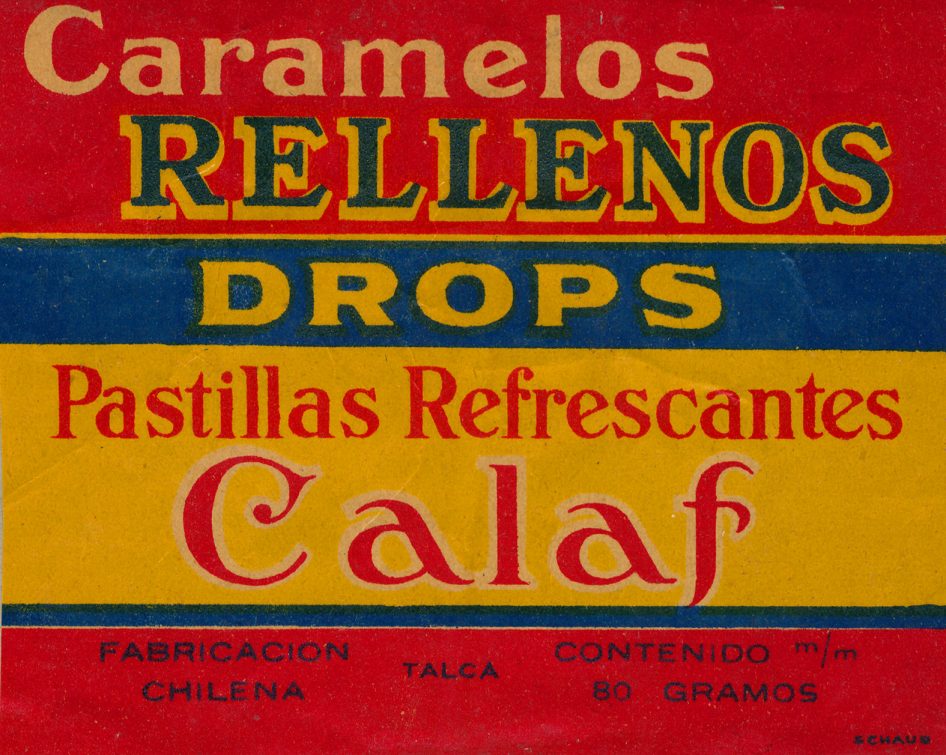 Caramelos
RELLENOS
DROPS
Pastillas Refrescantes
Calaf
FABRICACION
CHILENA
TALCA
CONTENIDO m/m
80 GRAMOS
SCHAUB